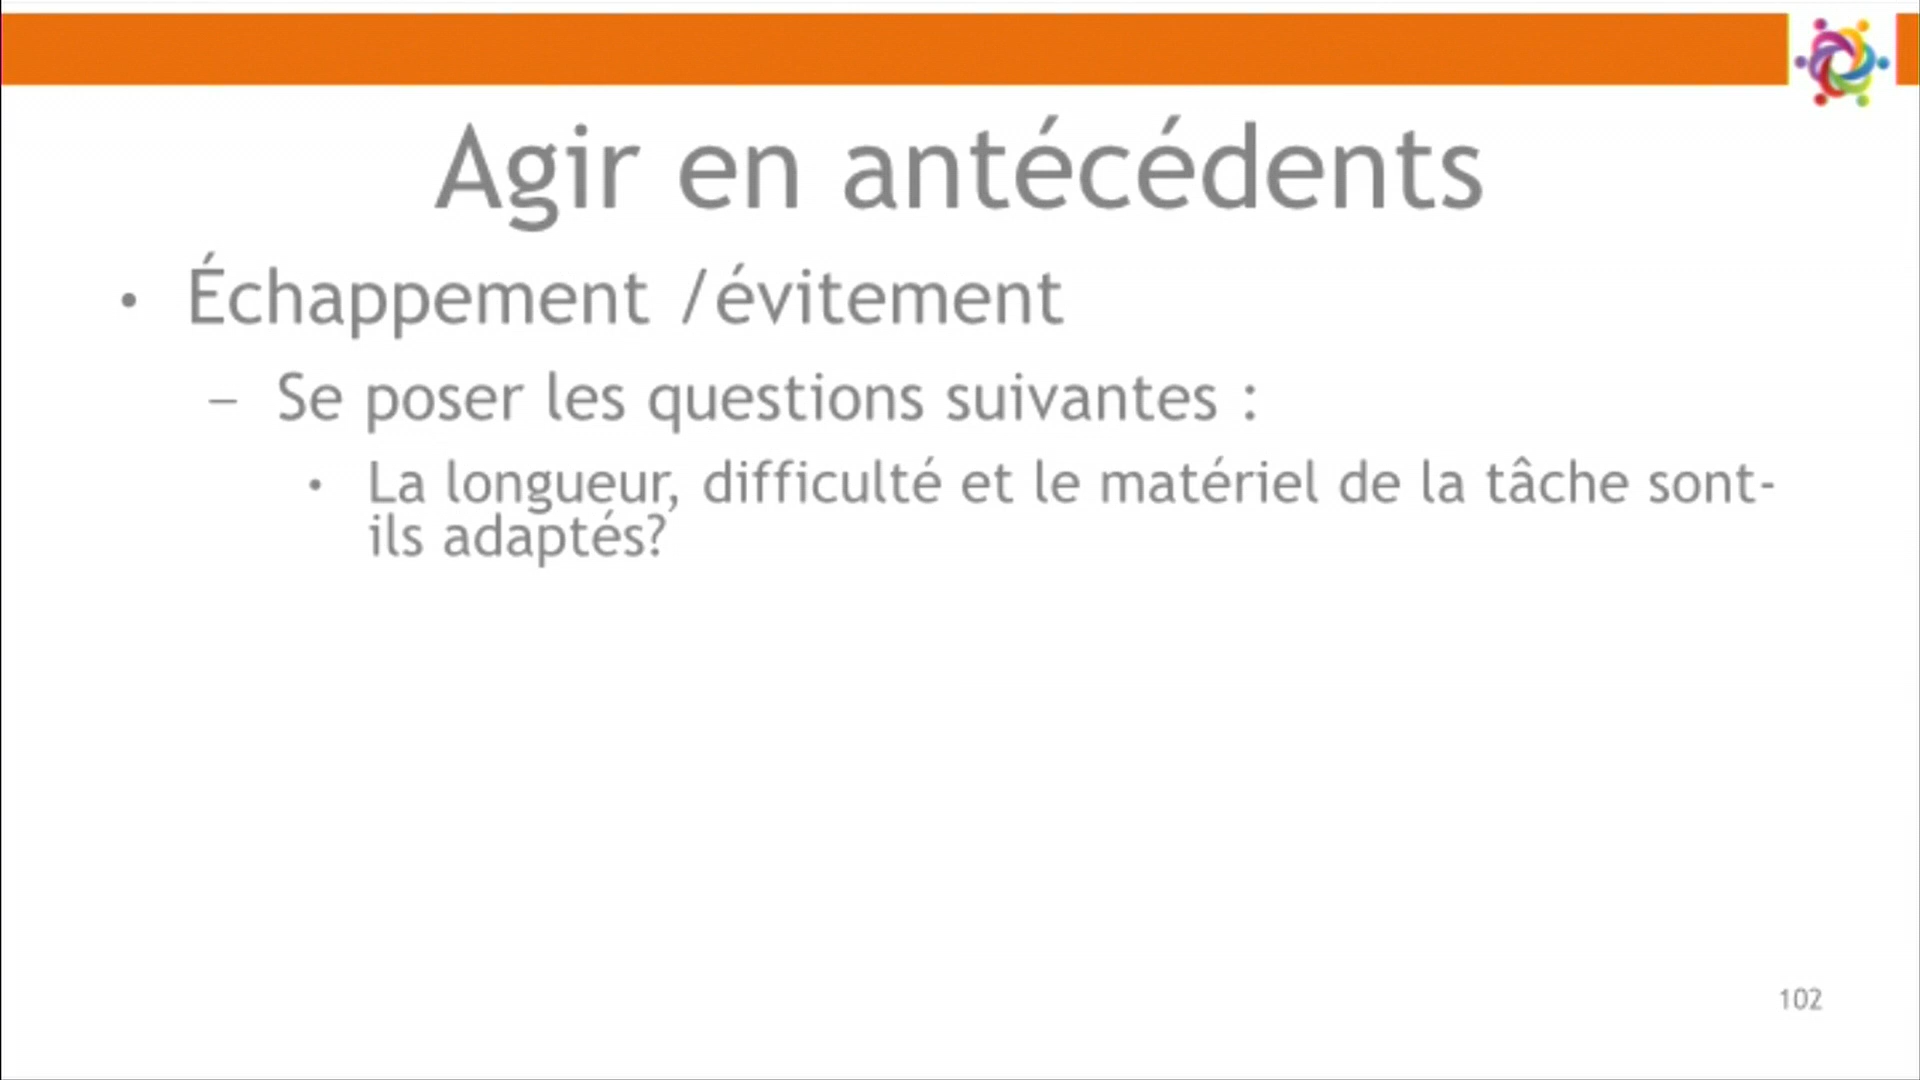 Agir en antécédents
• Échappement /évitement
– Se poser les questions suivantes :
• La longueur, difficulté et le matériel de la tâche sont-
ils adaptés?
102